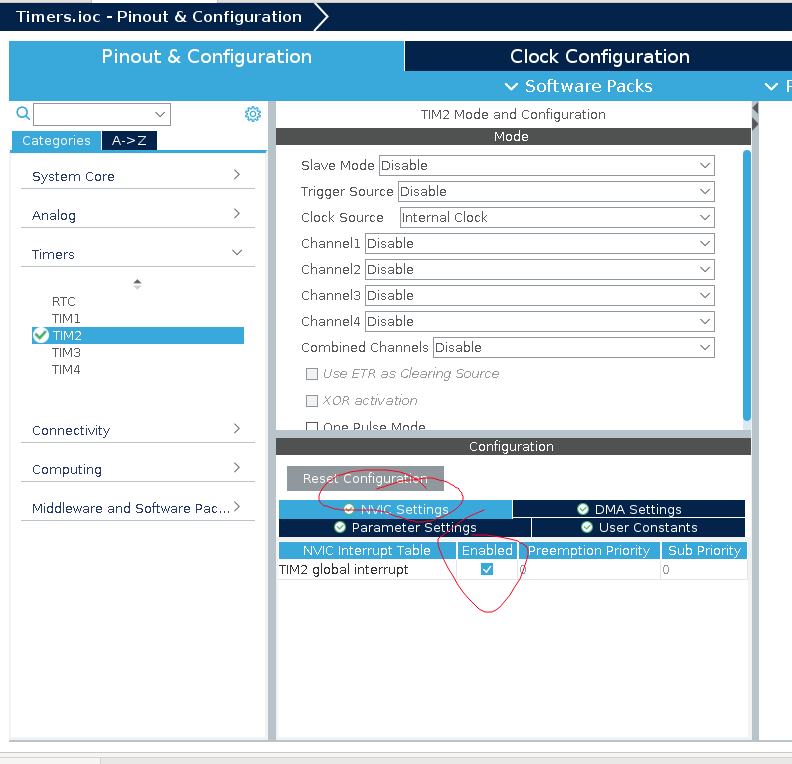 Timers.ioc - Pinout & Configuration
Pinout & Configuration
Clock Configuration
Software Packs
Categories
A->Z
System Core
Analog
Timers
RTC
TIM1
TIM2
TIM3
TIM4
Connectivity
Computing
Middleware and Software Pac...
TIM2 Mode and Configuration
Mode
Slave Mode Disable
Trigger Source Disable
Clock Source Internal Clock
Channel1 Disable
Channel2 Disable
Channel3 Disable
Channel4 Disable
Combined Channels Disable
Use ETR as Clearing Source
XOR activation
One Pulse Mode
Configuration
Reset Configuration
NVIC Settings DMA Settings
Parameter Settings User Constants
NVIC Interrupt Table Enabled Preemption Priority Sub Priority
TIM2 global interrupt 0 0